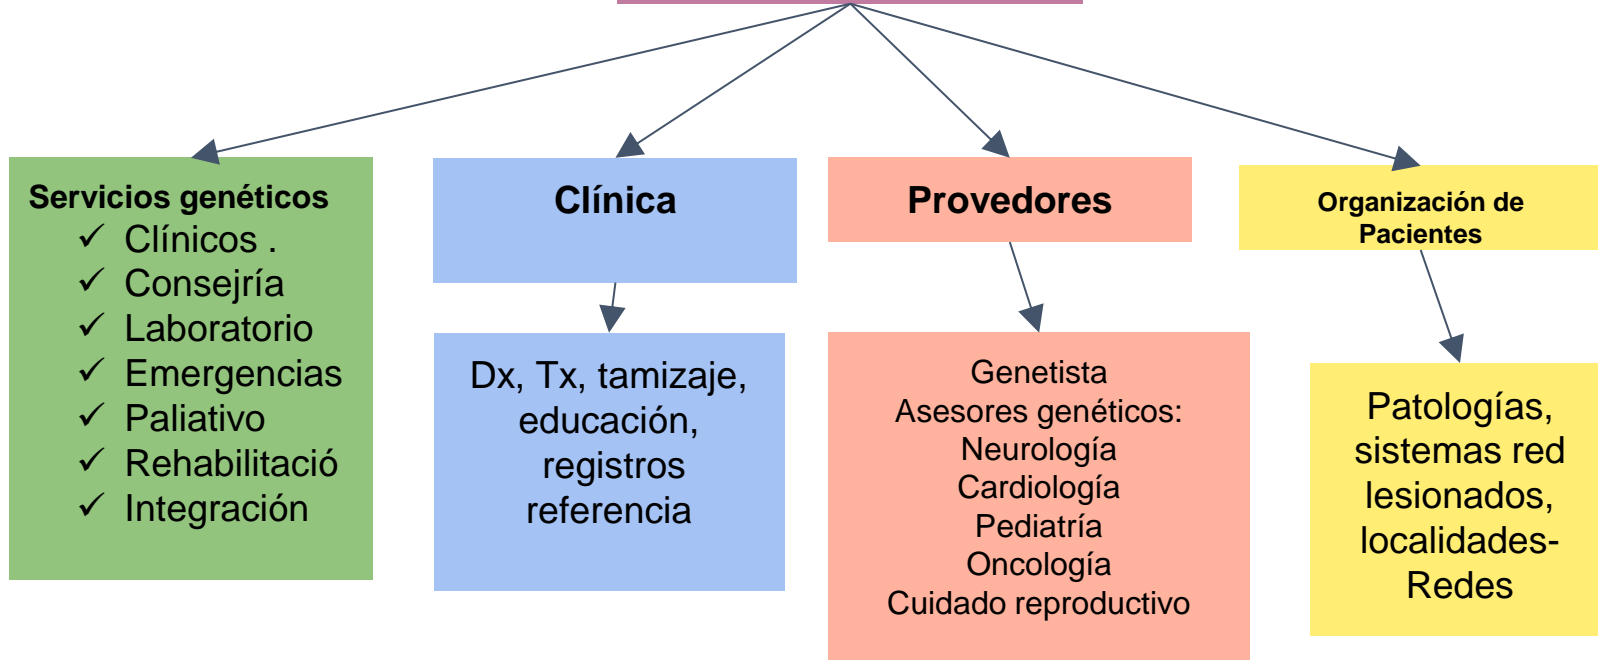 Servicios genéticos
✓ Clínicos .
✓ Consejría
✓ Laboratorio
✓ Emergencias
✓ Paliativo
✓ Rehabilitació
✓ Integración
Clínica
Dx, Tx, tamizaje,
educación,
registros
referencia
Provedores
Genetista
Asesores genéticos:
Neurología
Cardiología
Pediatría
Oncología
Cuidado reproductivo
Organización de
Pacientes
Patologías,
sistemas red
lesionados,
localidades-
Redes